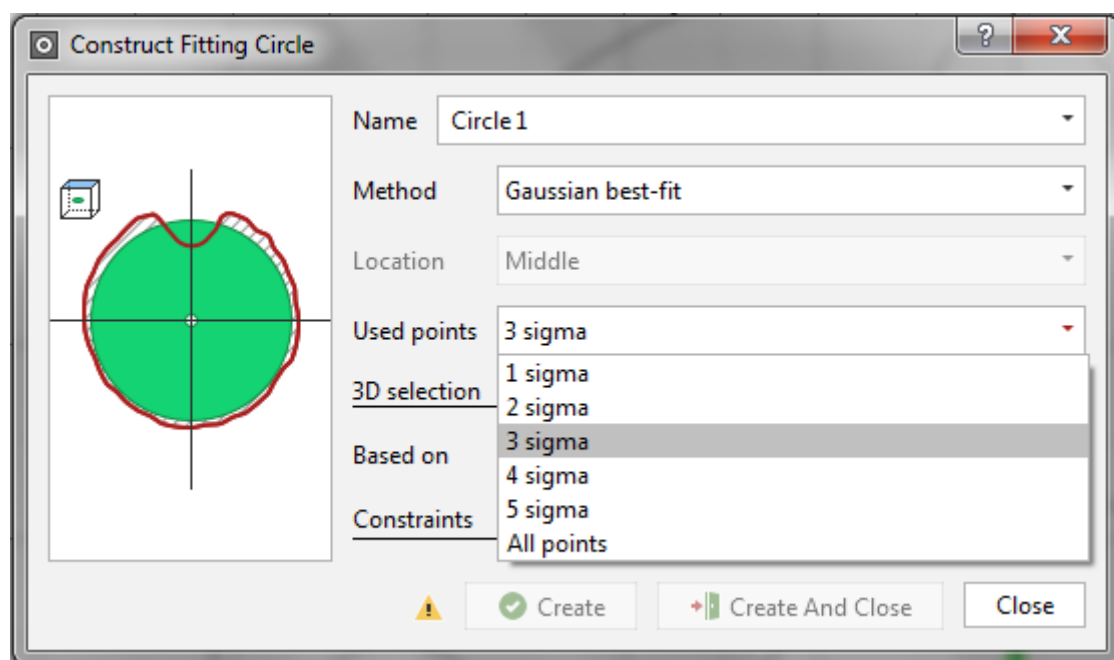 Construct Fitting Circle
Name Circle 1
Method Gaussian best-fit
Location Middle
Used points 3 sigma
1 sigma
3D selection
2 sigma
3 sigma
Based on
4 sigma
5 sigma
Constraints
All points
Create Create And Close Close